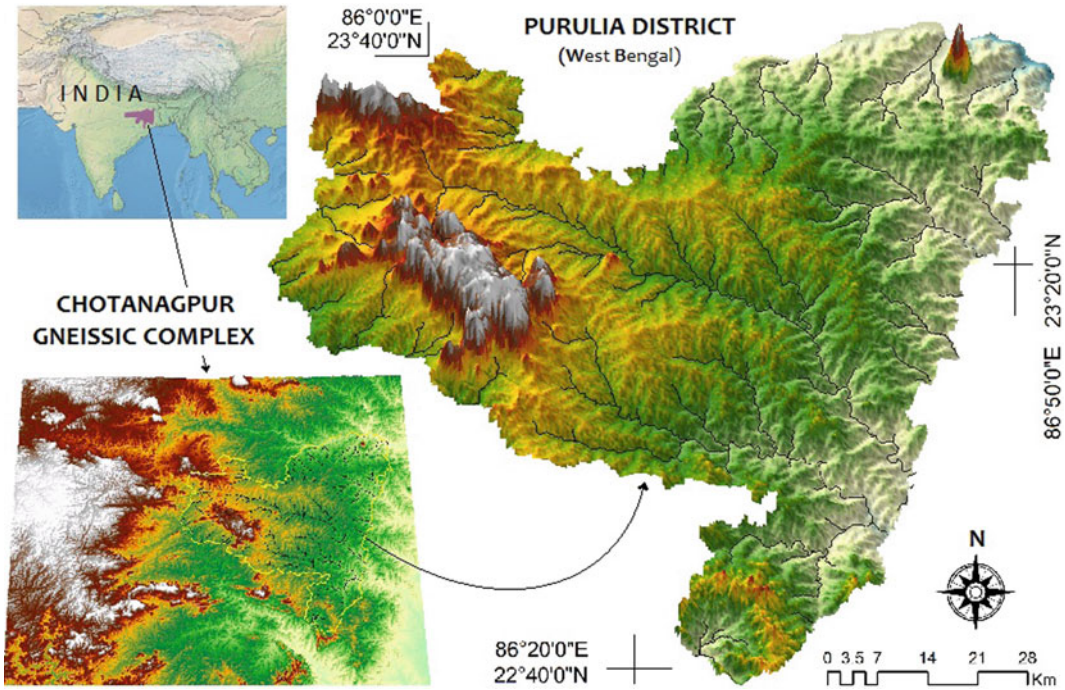 INDIA
86°0'0"E
23°40'0"N
PURULIA DISTRICT
(West Bengal)
CHOTANAGPUR
GNEISSIC COMPLEX
23°20'0"N
86°50'0"E
N
86°20'0"E
22°40'0"N
0 3.5 7 14 21 28
Km